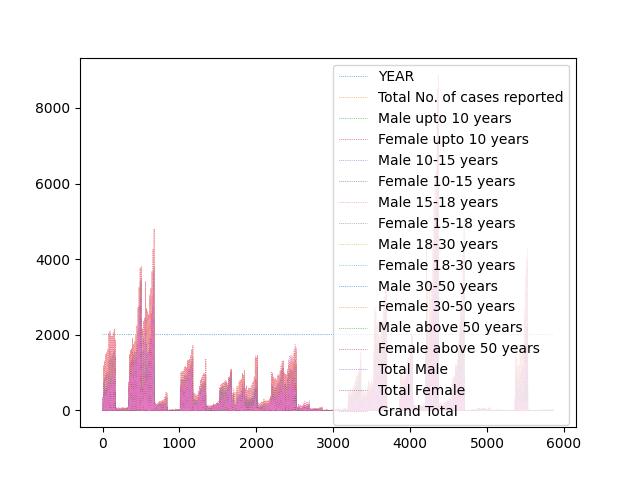 8000
6000
4000
2000
0
0
1000
2000
3000
4000
5000
6000
YEAR
Total No. of cases reported
Male upto 10 years
Female upto 10 years
Male 10-15 years
Female 10-15 years
Male 15-18 years
Female 15-18 years
Male 18-30 years
Female 18-30 years
Male 30-50 years
Female 30-50 years
Male above 50 years
Female above 50 years
Total Male
Total Female
Grand Total